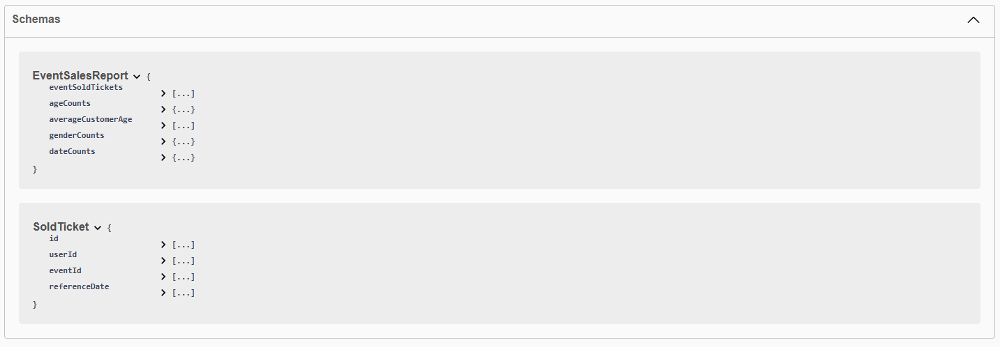 Schemas
EventSalesReport {
eventSoldTickets [...]
ageCounts {...}
averageCustomerAge [...]
genderCounts {...}
dateCounts {...}
}
SoldTicket {
id [...]
userId [...]
eventId [...]
referenceDate [...]
}